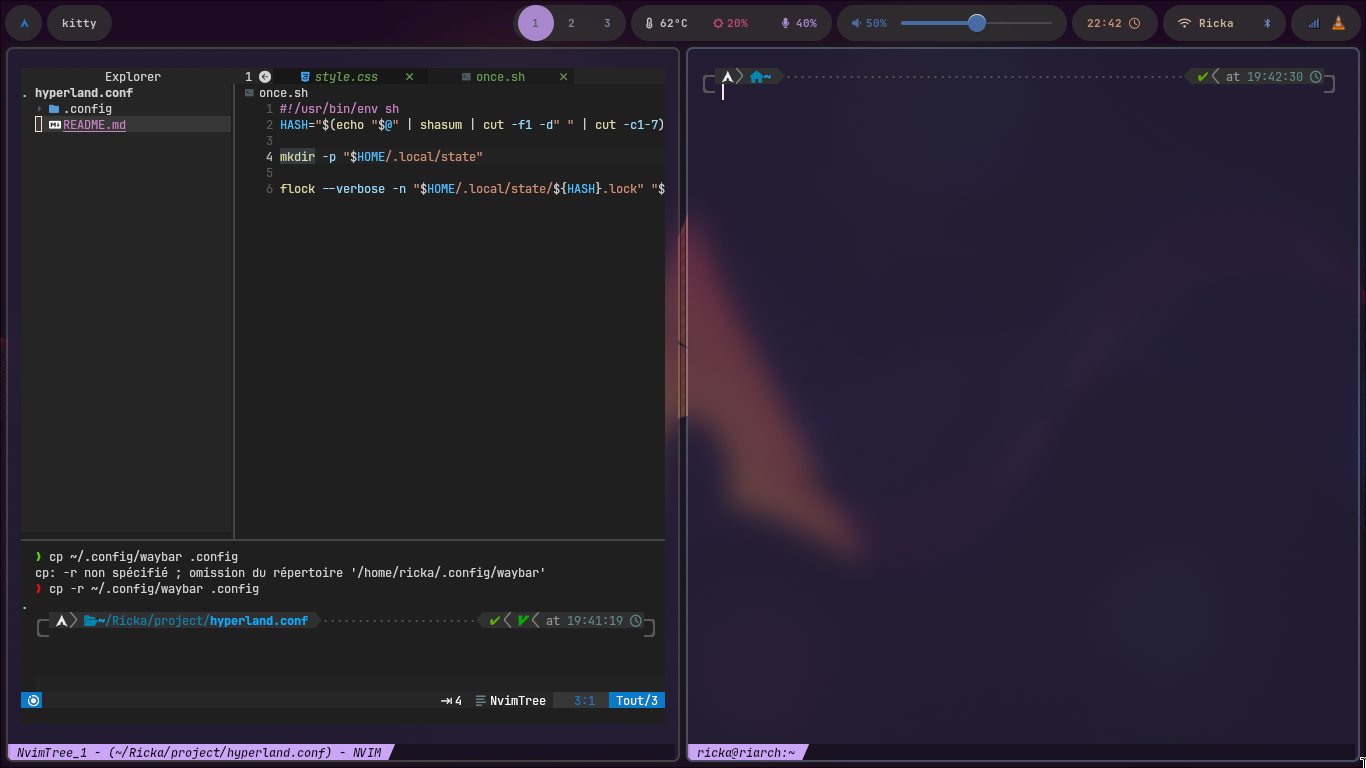 kitty
1 2 3
62°C 20% 40% 50% 22:42 Ricka
Explorer
hyperland.conf
.config
README.md
1 style.css × once.sh ×
once.sh
1 #!/usr/bin/env sh
2 HASH="$(echo "$@" | shasum | cut -f1 -d" " | cut -c1-7)
3
4 mkdir -p "$HOME/.local/state"
5
6 flock --verbose -n "$HOME/.local/state/${HASH}.lock" "$
❯ cp ~/.config/waybar .config
cp: -r non spécifié ; omission du répertoire '/home/ricka/.config/waybar'
❯ cp -r ~/.config/waybar .config
~/Ricka/project/hyperland.conf ✔ at 19:41:19
4 NvimTree 3:1 Tout/3
NvimTree_1 - (~/Ricka/project/hyperland.conf) - NVIM
~ ✔ at 19:42:30
ricka@riarch:~